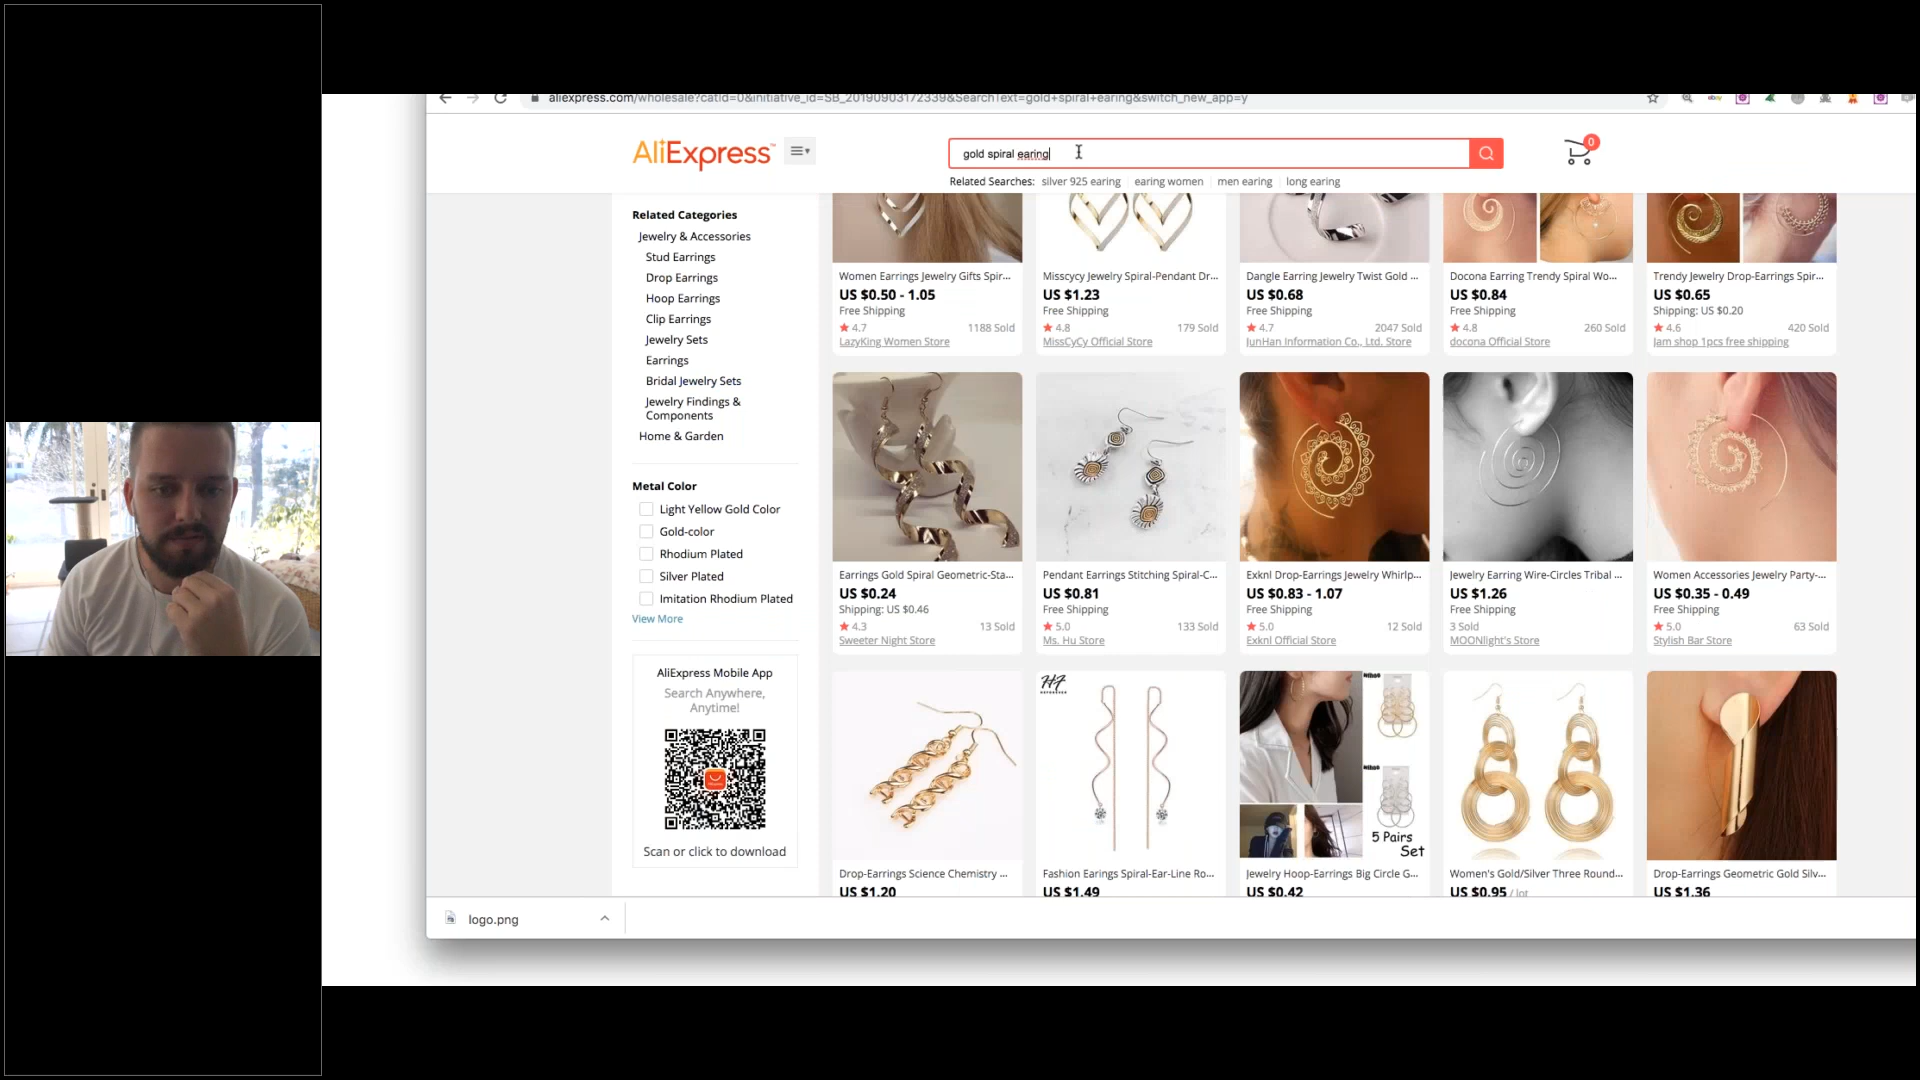 aliexpress.com/wholesale?catId=0&initiative_id=SB_20190903172339&SearchText=gold+spiral+earing&switch_new_app=y
AliExpress™
gold spiral earing
0
Related Searches: silver 925 earing earing women men earing long earing
Related Categories
Jewelry & Accessories
Stud Earrings
Drop Earrings
Hoop Earrings
Clip Earrings
Jewelry Sets
Earrings
Bridal Jewelry Sets
Jewelry Findings &
Components
Home & Garden
Metal Color
Light Yellow Gold Color
Gold-color
Rhodium Plated
Silver Plated
Imitation Rhodium Plated
View More
AliExpress Mobile App
Search Anywhere,
Anytime!
Scan or click to download
Women Earrings Jewelry Gifts Spir...
US $0.50 - 1.05
Free Shipping
4.7 1188 Sold
LazyKing Women Store
Misscycy Jewelry Spiral-Pendant Dr...
US $1.23
Free Shipping
4.8 179 Sold
MissCyCy Official Store
Dangle Earring Jewelry Twist Gold ...
US $0.68
Free Shipping
4.7 2047 Sold
JunHan Information Co., Ltd. Store
Docona Earring Trendy Spiral Wo...
US $0.84
Free Shipping
4.8 260 Sold
docona Official Store
Trendy Jewelry Drop-Earrings Spir...
US $0.65
Shipping: US $0.20
4.6 420 Sold
Jam shop 1pcs free shipping
Earrings Gold Spiral Geometric-Sta...
US $0.24
Shipping: US $0.46
4.3 13 Sold
Sweeter Night Store
Pendant Earrings Stitching Spiral-C...
US $0.81
Free Shipping
5.0 133 Sold
Ms. Hu Store
Exknl Drop-Earrings Jewelry Whirlp...
US $0.83 - 1.07
Free Shipping
5.0 12 Sold
Exknl Official Store
Jewelry Earring Wire-Circles Tribal ...
US $1.26
Free Shipping
3 Sold
MOONlight's Store
Women Accessories Jewelry Party-...
US $0.35 - 0.49
Free Shipping
5.0 63 Sold
Stylish Bar Store
Drop-Earrings Science Chemistry ...
US $1.20
Fashion Earings Spiral-Ear-Line Ro...
US $1.49
5 Pairs
Set
Jewelry Hoop-Earrings Big Circle G...
US $0.42
Women's Gold/Silver Three Round...
US $0.95 / lot
Drop-Earrings Geometric Gold Silv...
US $1.36
logo.png